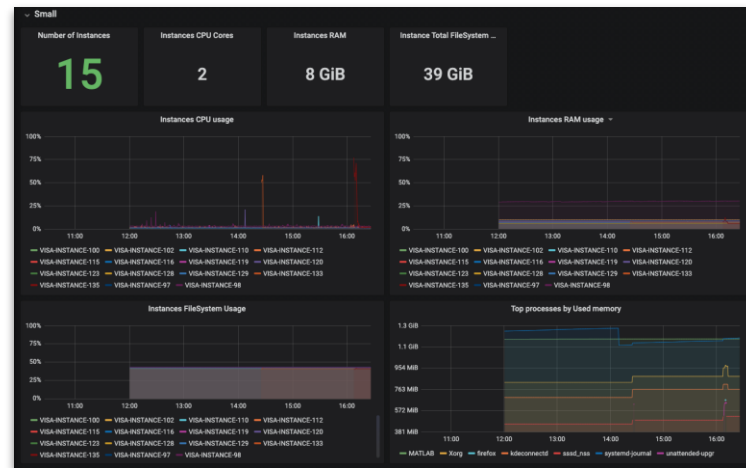 Small
Number of Instances
15
Instances CPU Cores
2
Instances RAM
8 GiB
Instance Total FileSystem ...
39 GiB
Instances CPU usage
100%
75%
50%
25%
0%
11:00 12:00 13:00 14:00 15:00 16:00
VISA-INSTANCE-100 VISA-INSTANCE-102 VISA-INSTANCE-110 VISA-INSTANCE-112
VISA-INSTANCE-115 VISA-INSTANCE-116 VISA-INSTANCE-119 VISA-INSTANCE-120
VISA-INSTANCE-123 VISA-INSTANCE-128 VISA-INSTANCE-129 VISA-INSTANCE-133
VISA-INSTANCE-135 VISA-INSTANCE-97 VISA-INSTANCE-98
Instances RAM usage
100%
75%
50%
25%
0%
11:00 12:00 13:00 14:00 15:00 16:00
VISA-INSTANCE-100 VISA-INSTANCE-102 VISA-INSTANCE-110 VISA-INSTANCE-112
VISA-INSTANCE-115 VISA-INSTANCE-116 VISA-INSTANCE-119 VISA-INSTANCE-120
VISA-INSTANCE-123 VISA-INSTANCE-128 VISA-INSTANCE-129 VISA-INSTANCE-133
VISA-INSTANCE-135 VISA-INSTANCE-97 VISA-INSTANCE-98
Instances FileSystem Usage
100%
75%
50%
25%
0%
11:00 12:00 13:00 14:00 15:00 16:00
VISA-INSTANCE-100 VISA-INSTANCE-102 VISA-INSTANCE-110 VISA-INSTANCE-112
VISA-INSTANCE-115 VISA-INSTANCE-116 VISA-INSTANCE-119 VISA-INSTANCE-120
VISA-INSTANCE-123 VISA-INSTANCE-128 VISA-INSTANCE-129 VISA-INSTANCE-133
VISA-INSTANCE-135 VISA-INSTANCE-97 VISA-INSTANCE-98
Top processes by Used memory
1.3 GiB
1.1 GiB
954 MiB
763 MiB
572 MiB
381 MiB
11:00 12:00 13:00 14:00 15:00 16:00
MATLAB Xorg firefox kdeconnectd sssd_nss systemd-journal unattended-upgr